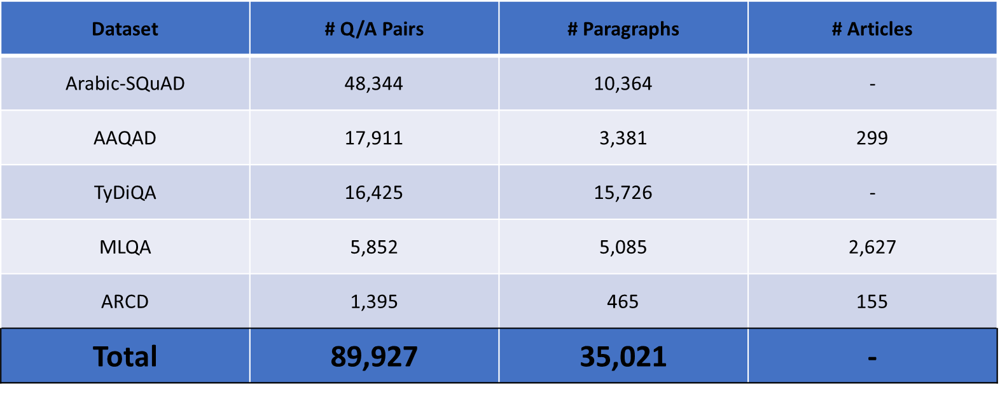 Dataset # Q/A Pairs # Paragraphs # Articles
Arabic-SQuAD 48,344 10,364 -
AAQAD 17,911 3,381 299
TyDiQA 16,425 15,726 -
MLQA 5,852 5,085 2,627
ARCD 1,395 465 155
Total 89,927 35,021 -